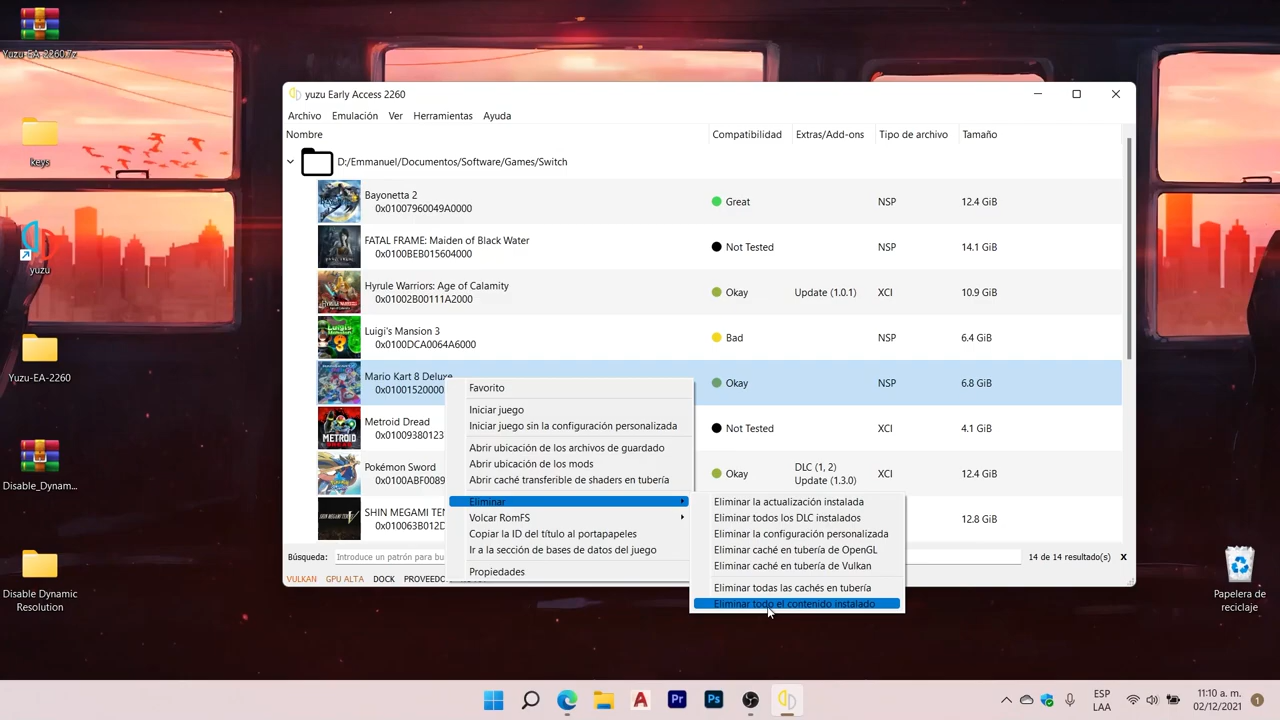 Yuzu-EA-2260.7z
keys
yuzu
Yuzu-EA-2260
Disable_Dynam...
Disable Dynamic
Resolution
yuzu Early Access 2260
Archivo Emulación Ver Herramientas Ayuda
Nombre Compatibilidad Extras/Add-ons Tipo de archivo Tamaño
D:/Emmanuel/Documentos/Software/Games/Switch
Bayonetta 2
0x01007960049A0000 Great NSP 12.4 GiB
FATAL FRAME: Maiden of Black Water
0x0100BEB015604000 Not Tested NSP 14.1 GiB
Hyrule Warriors: Age of Calamity
0x01002B00111A2000 Okay Update (1.0.1) XCI 10.9 GiB
Luigi's Mansion 3
0x0100DCA0064A6000 Bad NSP 6.4 GiB
Mario Kart 8 Deluxe
0x01001520000 Okay NSP 6.8 GiB
Metroid Dread
0x01009380123 Not Tested XCI 4.1 GiB
Pokémon Sword
0x0100ABF0089 Okay DLC (1, 2) XCI 12.4 GiB
Update (1.3.0)
SHIN MEGAMI TEN
0x010063B012D 12.8 GiB
Favorito
Iniciar juego
Iniciar juego sin la configuración personalizada
Abrir ubicación de los archivos de guardado
Abrir ubicación de los mods
Abrir caché transferible de shaders en tubería
Eliminar
Volcar RomFS
Copiar la ID del título al portapapeles
Ir a la sección de bases de datos del juego
Propiedades
Eliminar la actualización instalada
Eliminar todos los DLC instalados
Eliminar la configuración personalizada
Eliminar caché en tubería de OpenGL
Eliminar caché en tubería de Vulkan
Eliminar todas las cachés en tubería
Eliminar todo el contenido instalado
Búsqueda: Introduce un patrón para bu 14 de 14 resultado(s) X
VULKAN GPU ALTA DOCK PROVEEDO
Papelera de
reciclaje
A Pr Ps
ESP
LAA
11:10 a. m.
02/12/2021
1